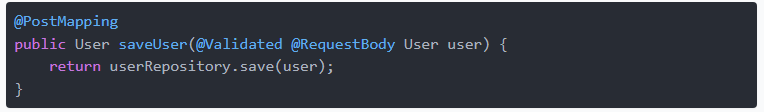 @PostMapping
public User saveUser(@Validated @RequestBody User user) {
    return userRepository.save(user);
}